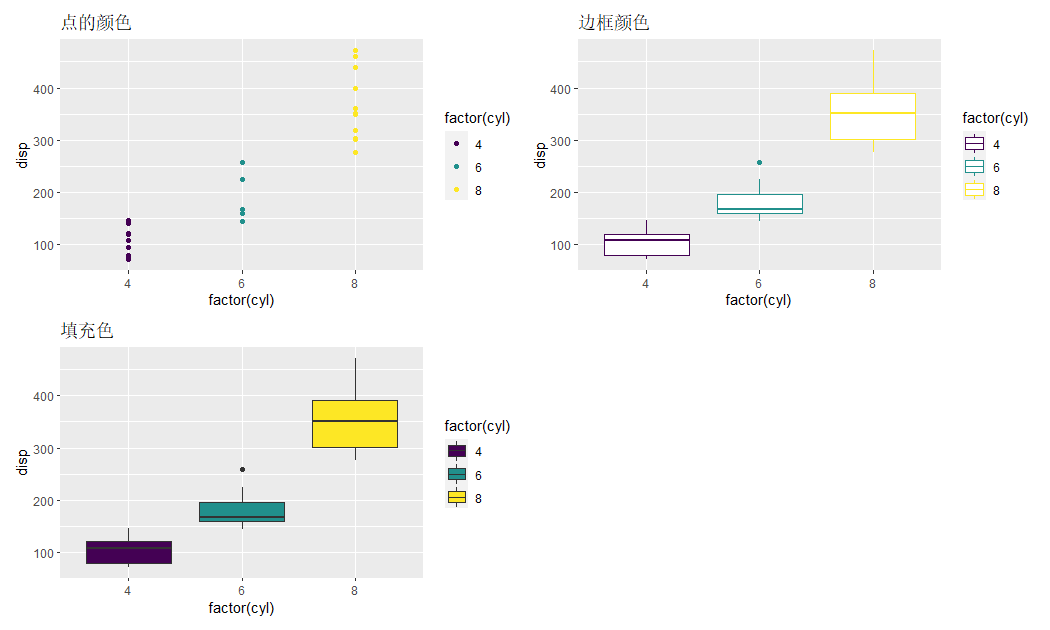 点的颜色
disp
400
300
200
100
4
6
8
factor(cyl)
factor(cyl)
4
6
8
边框颜色
disp
400
300
200
100
4
6
8
factor(cyl)
factor(cyl)
4
6
8
填充色
disp
400
300
200
100
4
6
8
factor(cyl)
factor(cyl)
4
6
8